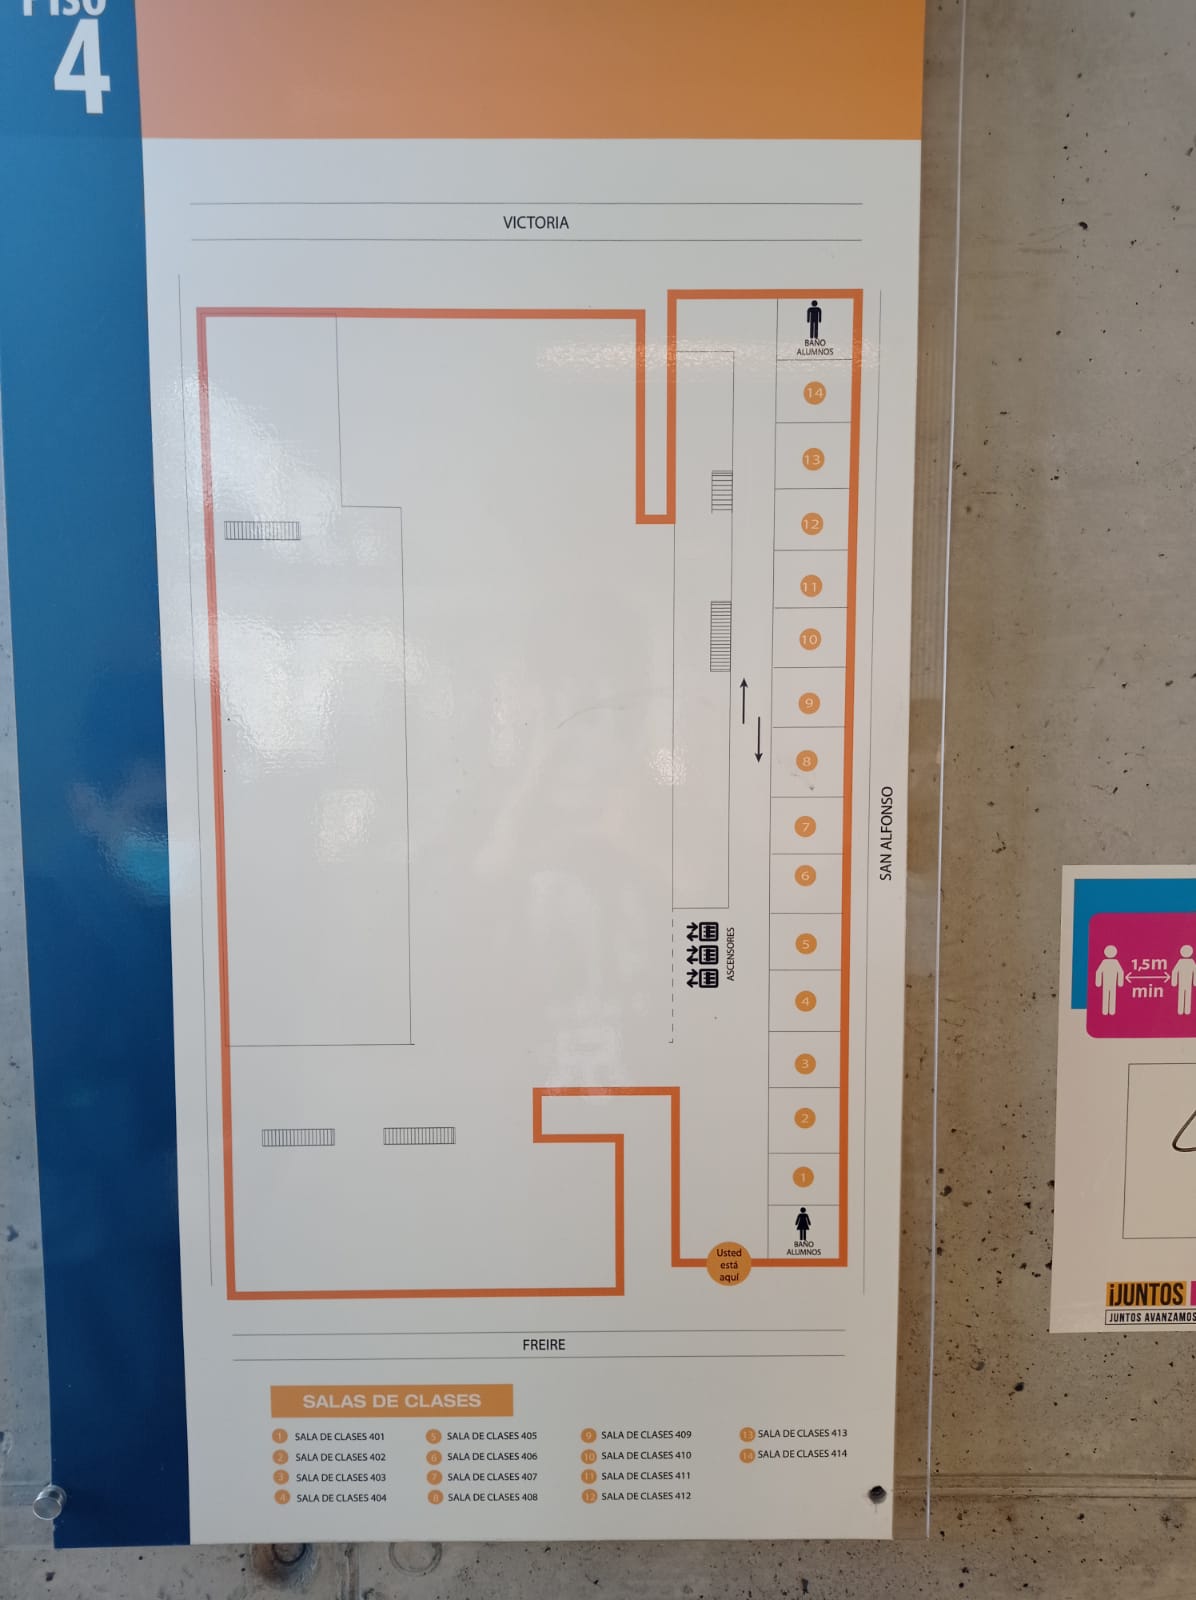 PISO
4
VICTORIA
BAÑO
ALUMNOS
14
13
12
11
10
9
8
7
6
5
4
3
2
1
SAN ALFONSO
ASCENSORES
BAÑO
ALUMNOS
Usted
está
aquí
FREIRE
SALAS DE CLASES
1 SALA DE CLASES 401
2 SALA DE CLASES 402
3 SALA DE CLASES 403
4 SALA DE CLASES 404
5 SALA DE CLASES 405
6 SALA DE CLASES 406
7 SALA DE CLASES 407
8 SALA DE CLASES 408
9 SALA DE CLASES 409
10 SALA DE CLASES 410
11 SALA DE CLASES 411
12 SALA DE CLASES 412
13 SALA DE CLASES 413
14 SALA DE CLASES 414
1,5m
min
¡JUNTOS
JUNTOS AVANZAMOS